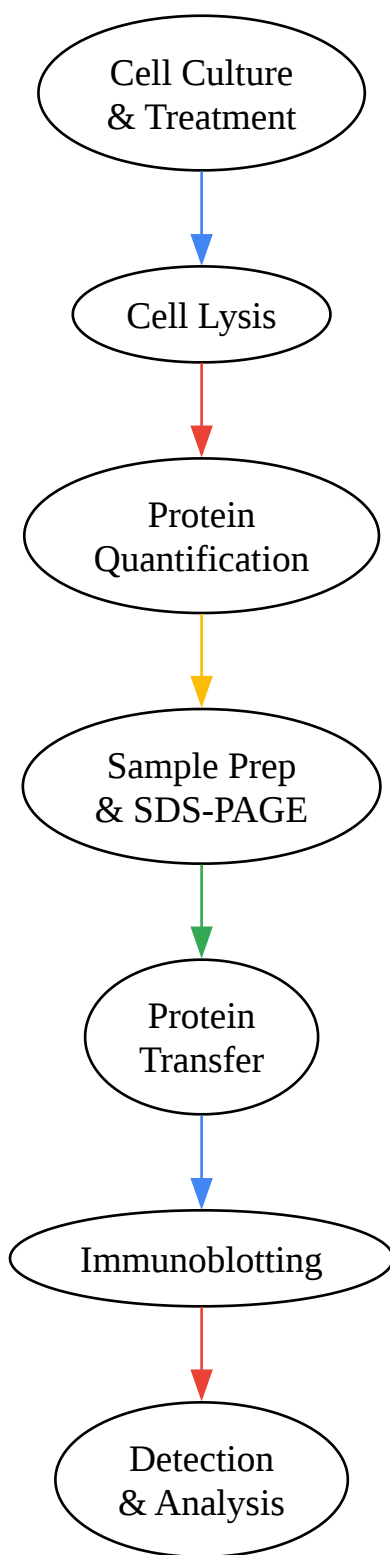 Cell Culture
& Treatment
Cell Lysis
Protein
Quantification
Sample Prep
& SDS-PAGE
Protein
Transfer
Immunoblotting
Detection
& Analysis